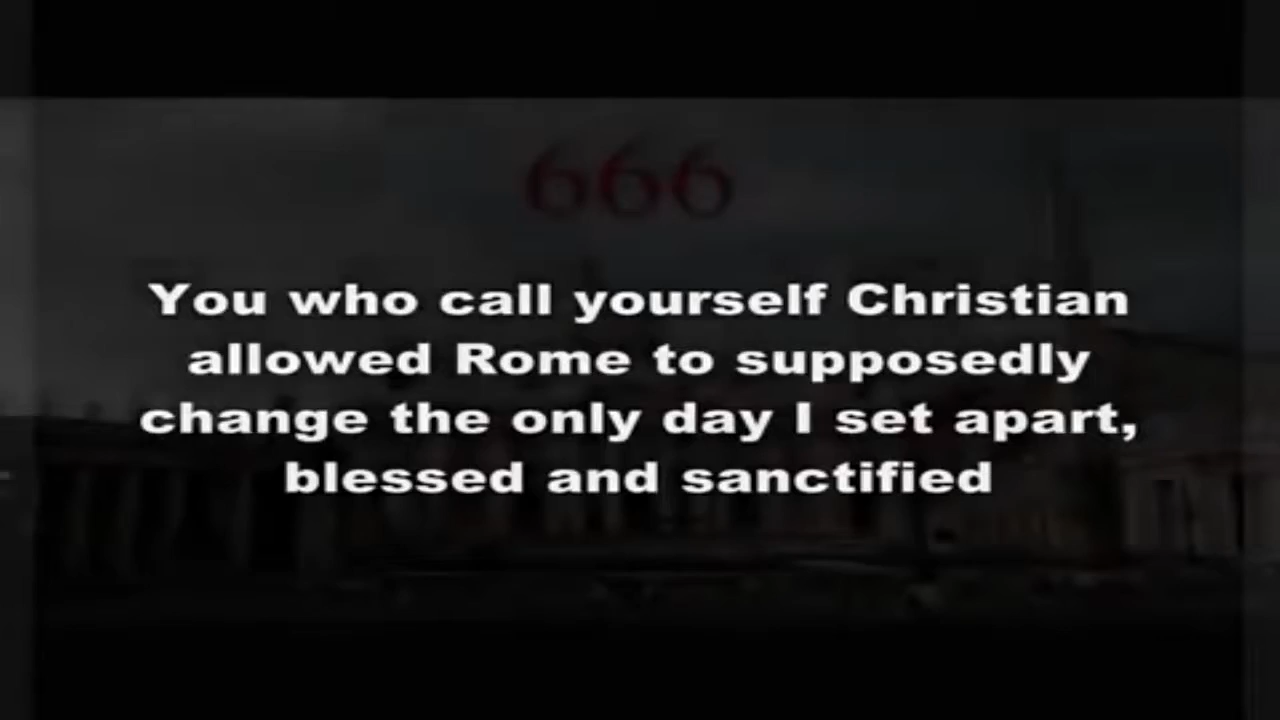 666
You who call yourself Christian
allowed Rome to supposedly
change the only day I set apart,
blessed and sanctified